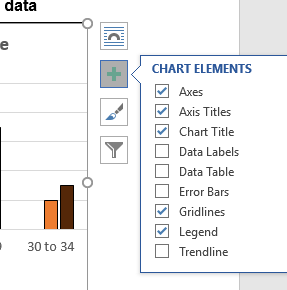 data
e
CHART ELEMENTS
Axes
Axis Titles
Chart Title
Data Labels
Data Table
Error Bars
Gridlines
Legend
Trendline
30 to 34